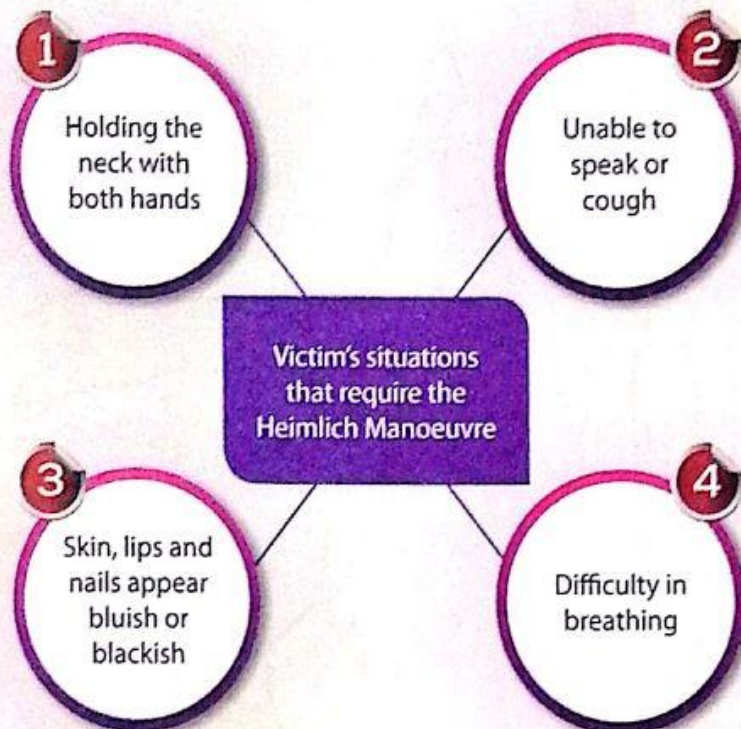 1
Holding the
neck with
both hands
2
Unable to
speak or
cough
Victim's situations
that require the
Heimlich Manoeuvre
3
Skin, lips and
nails appear
bluish or
blackish
4
Difficulty in
breathing